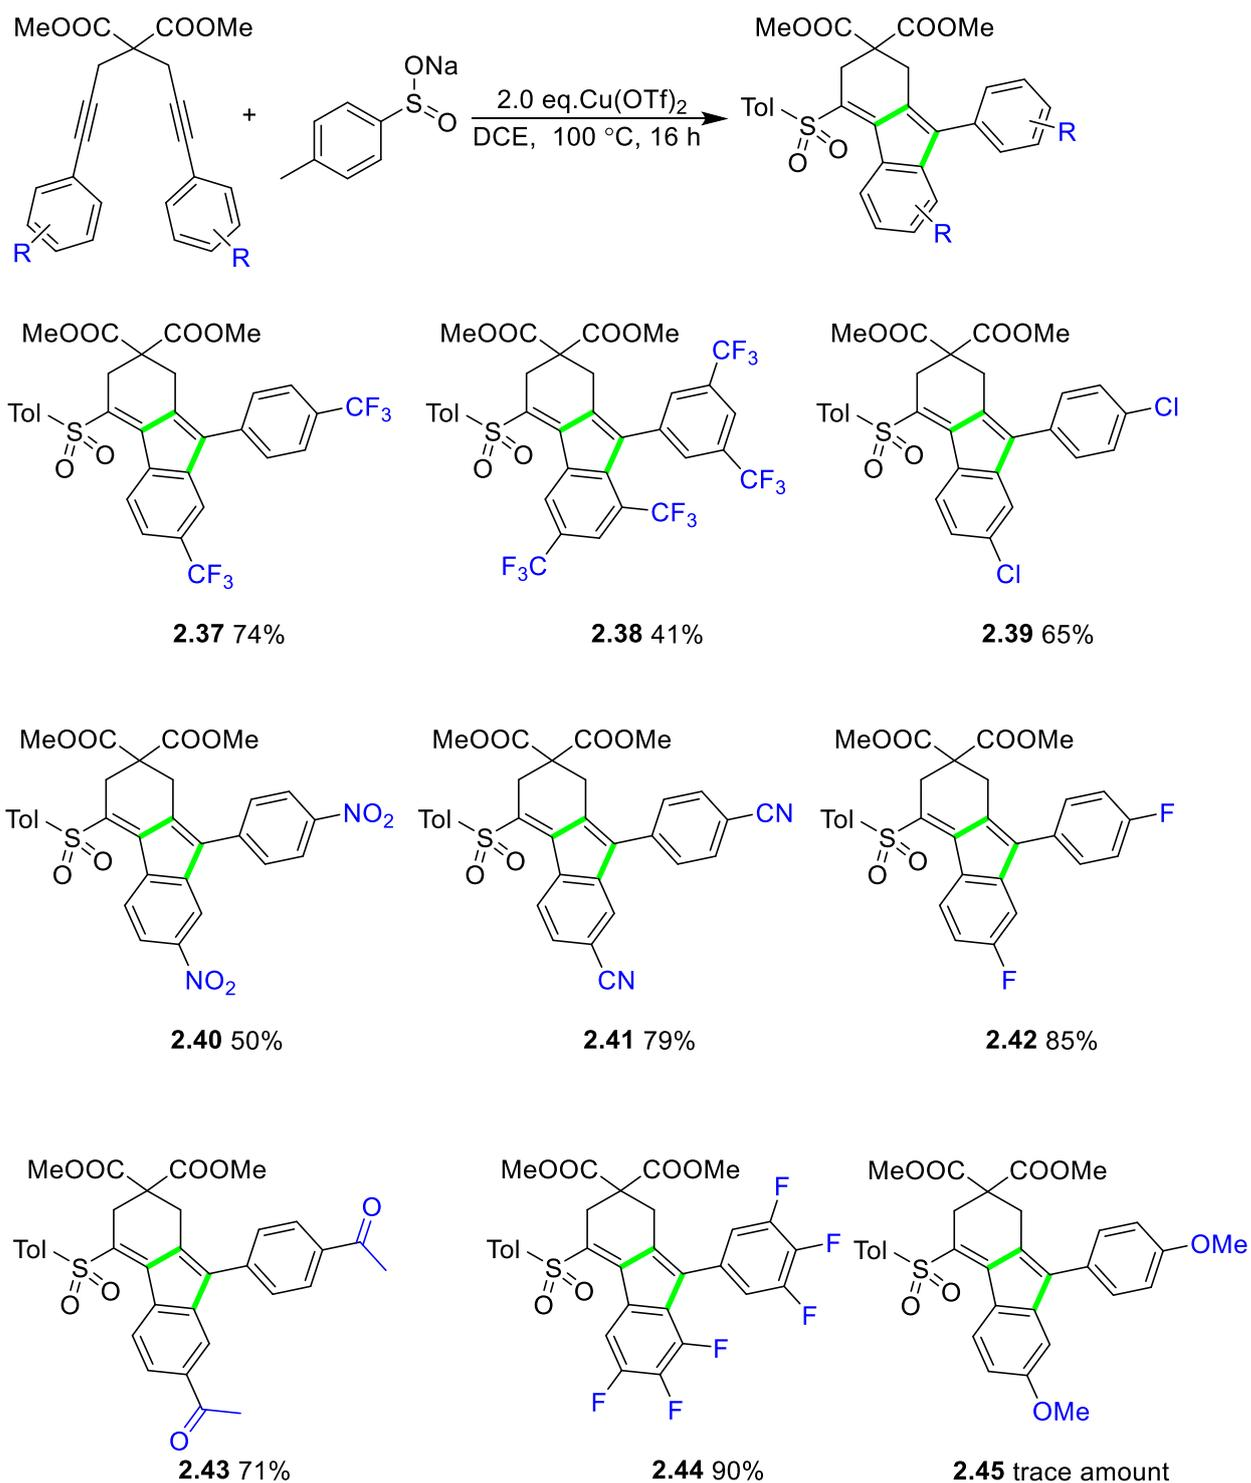 MeOOC COOMe
MeOOC COOMe
ONa
S
O
+
2.0 eq.Cu(OTf)2
DCE, 100 °C, 16 h
Tol
S
O
O
R
R
R
R
MeOOC COOMe
MeOOC COOMe
MeOOC COOMe
CF3
Tol
S
O
O
CF3
Tol
S
O
O
Cl
Tol
S
O
O
CF3
CF3
F3C
CF3
Cl
2.37 74%
2.38 41%
2.39 65%
MeOOC COOMe
MeOOC COOMe
MeOOC COOMe
Tol
S
O
O
NO2
Tol
S
O
O
CN
Tol
S
O
O
F
NO2
CN
F
2.40 50%
2.41 79%
2.42 85%
MeOOC COOMe
MeOOC COOMe
MeOOC COOMe
O
F
Tol
S
O
O
Tol
S
O
O
F
F
Tol
S
O
O
OMe
F
F
F
O
OMe
2.43 71%
2.44 90%
2.45 trace amount